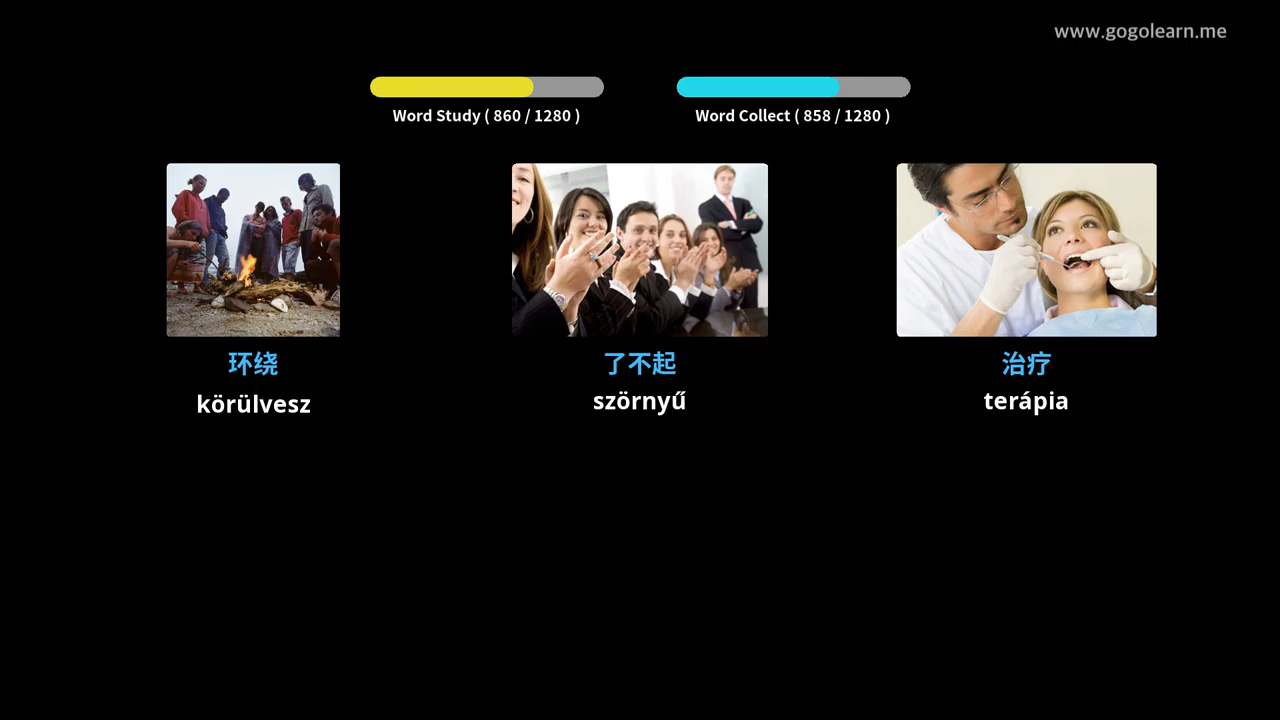 www.gogolearn.me
Word Study ( 860 / 1280 )
Word Collect ( 858 / 1280 )
环绕
了不起
治疗
körülvesz
szörnyű
terápia